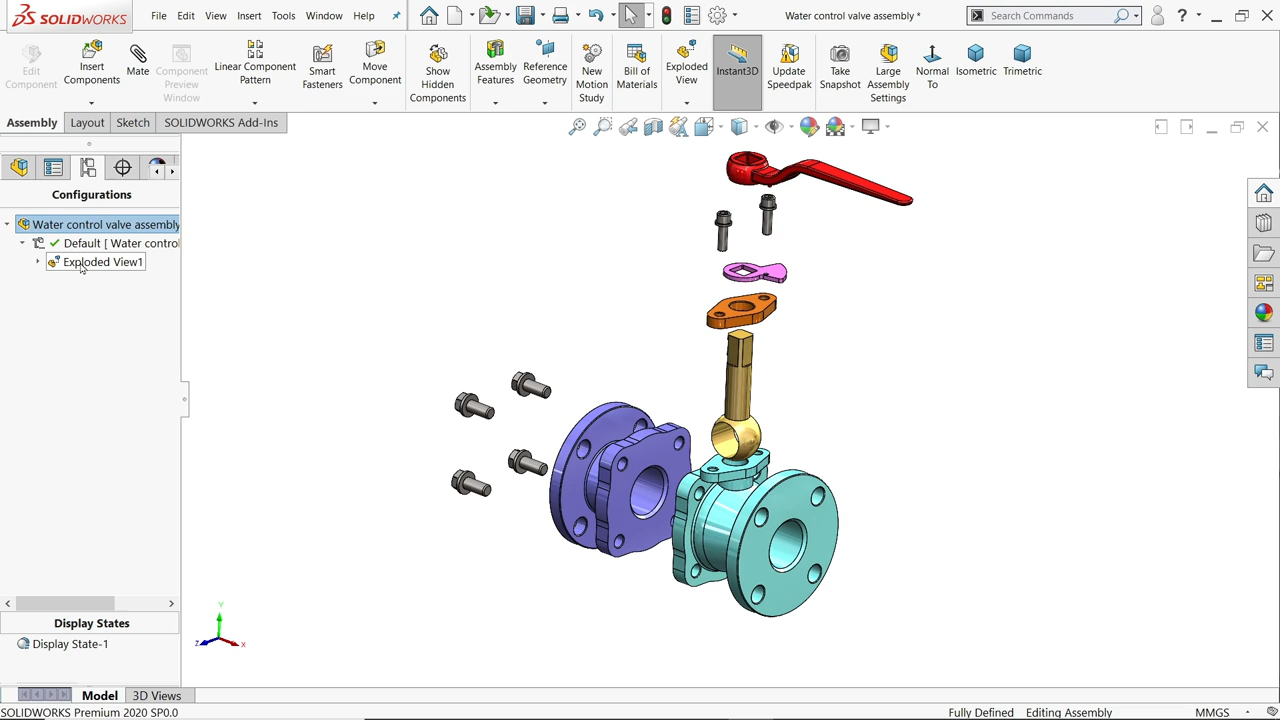 SOLIDWORKS
File Edit View Insert Tools Window Help
Water control valve assembly *
Search Commands
?
Edit Component
Insert Components
Mate
Component Preview Window
Linear Component Pattern
Smart Fasteners
Move Component
Show Hidden Components
Assembly Features
Reference Geometry
New Motion Study
Bill of Materials
Exploded View
Instant3D
Update Speedpak
Take Snapshot
Large Assembly Settings
Normal To
Isometric
Trimetric
Assembly Layout Sketch SOLIDWORKS Add-Ins
Configurations
Water control valve assembly
Default [ Water contro
Exploded View1
Display States
Display State-1
Y
Z
X
Model 3D Views
SOLIDWORKS Premium 2020 SP0.0
Fully Defined Editing Assembly MMGS